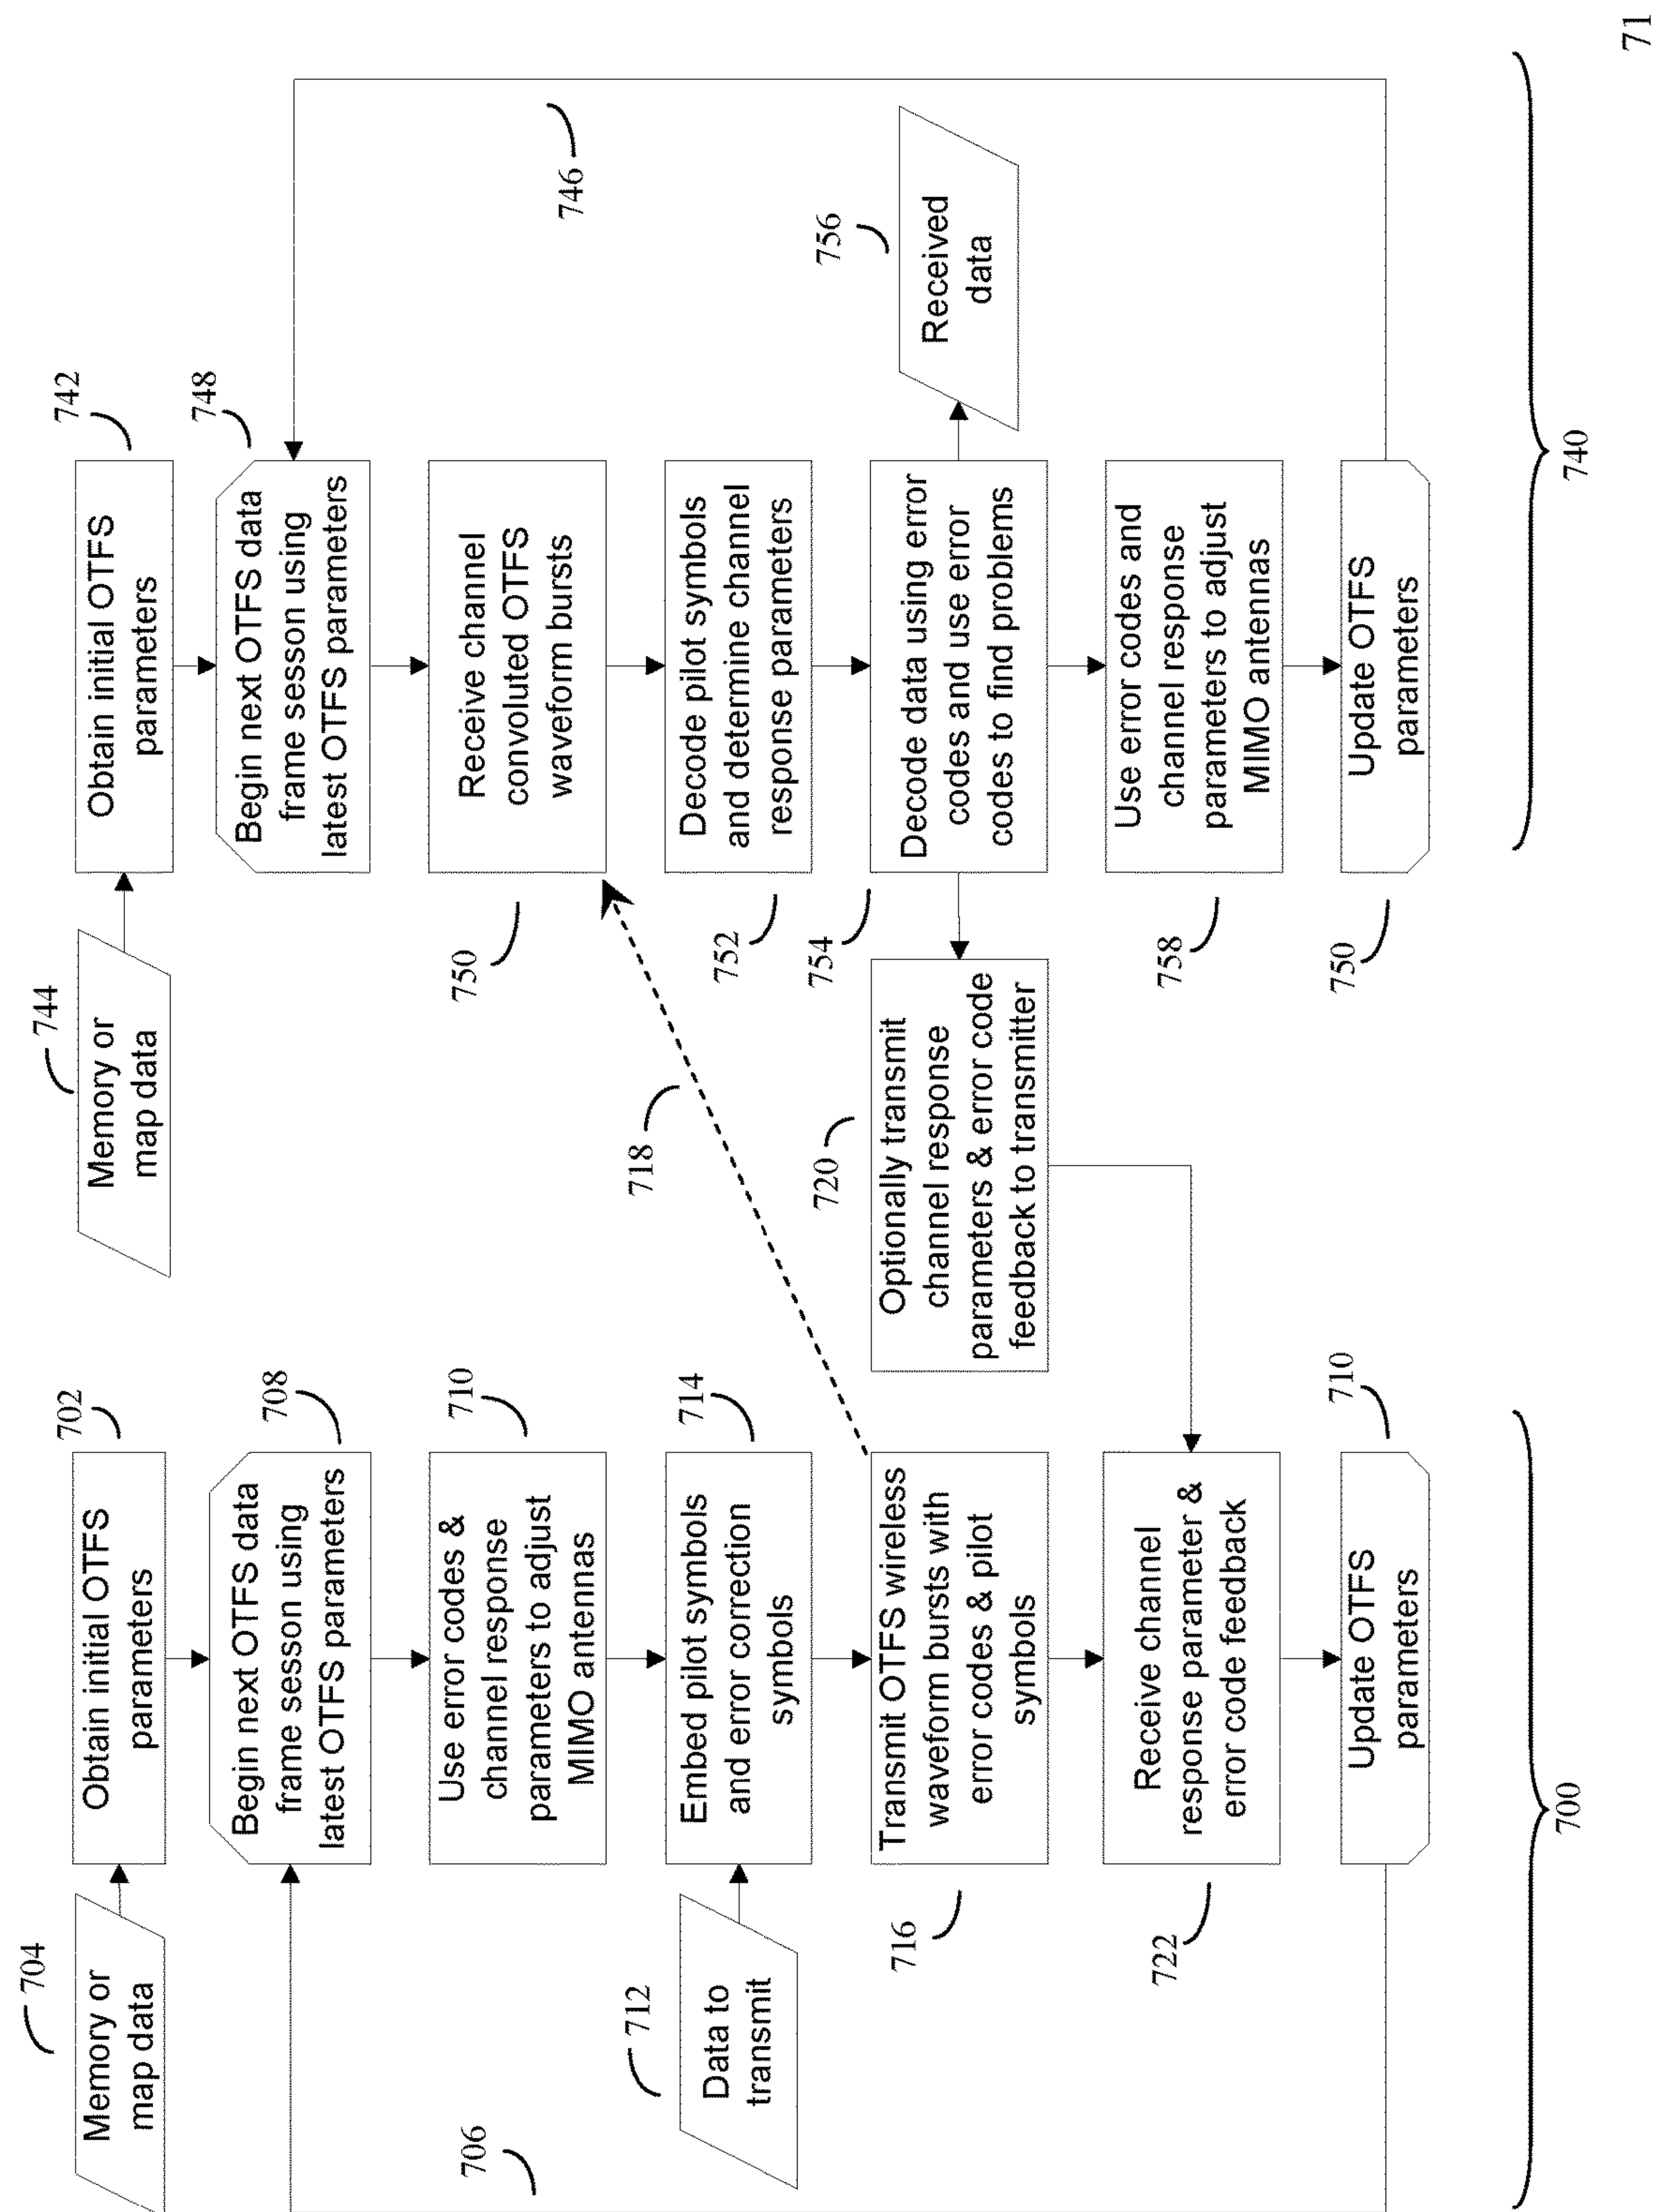 704
Memory or
map data
702
Obtain initial OTFS
parameters
706
708
Begin next OTFS data
frame sesson using
latest OTFS parameters
710
Use error codes &
channel response
parameters to adjust
MIMO antennas
712
Data to
transmit
714
Embed pilot symbols
and error correction
symbols
716
Transmit OTFS wireless
waveform bursts with
error codes & pilot
symbols
718
720
Optionally transmit
channel response
parameters & error code
feedback to transmitter
722
Receive channel
response parameter &
error code feedback
710
Update OTFS
parameters
700
744
Memory or
map data
742
Obtain initial OTFS
parameters
748
Begin next OTFS data
frame sesson using
latest OTFS parameters
746
750
Receive channel
convoluted OTFS
waveform bursts
752
Decode pilot symbols
and determine channel
response parameters
754
Decode data using error
codes and use error
codes to find problems
756
Received
data
758
Use error codes and
channel response
parameters to adjust
MIMO antennas
750
Update OTFS
parameters
740
71